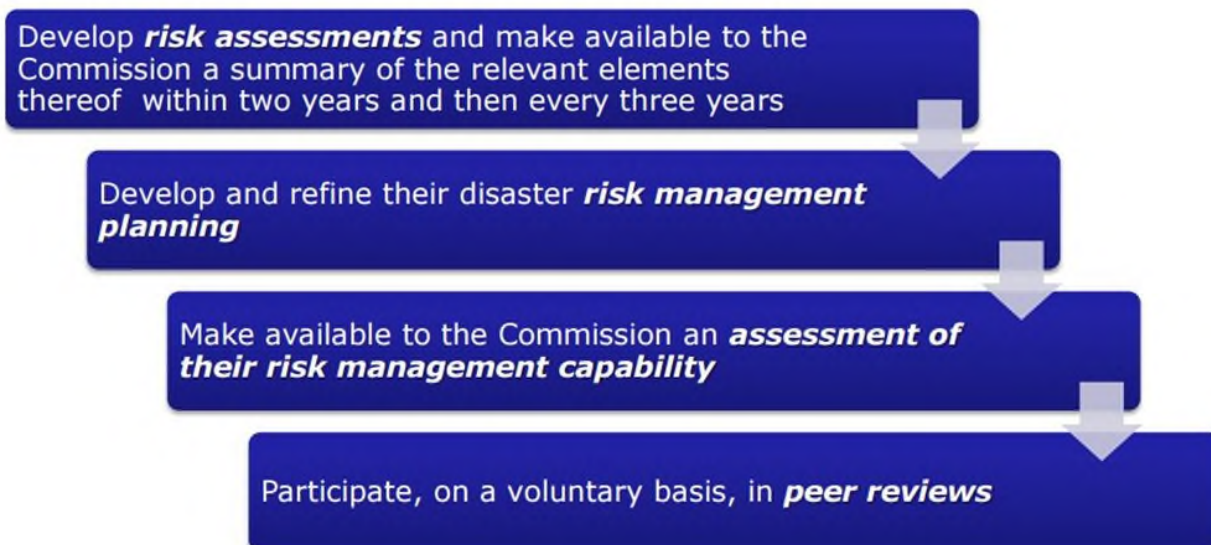 Develop risk assessments and make available to the
Commission a summary of the relevant elements
thereof within two years and then every three years
Develop and refine their disaster risk management
planning
Make available to the Commission an assessment of
their risk management capability
Participate, on a voluntary basis, in peer reviews